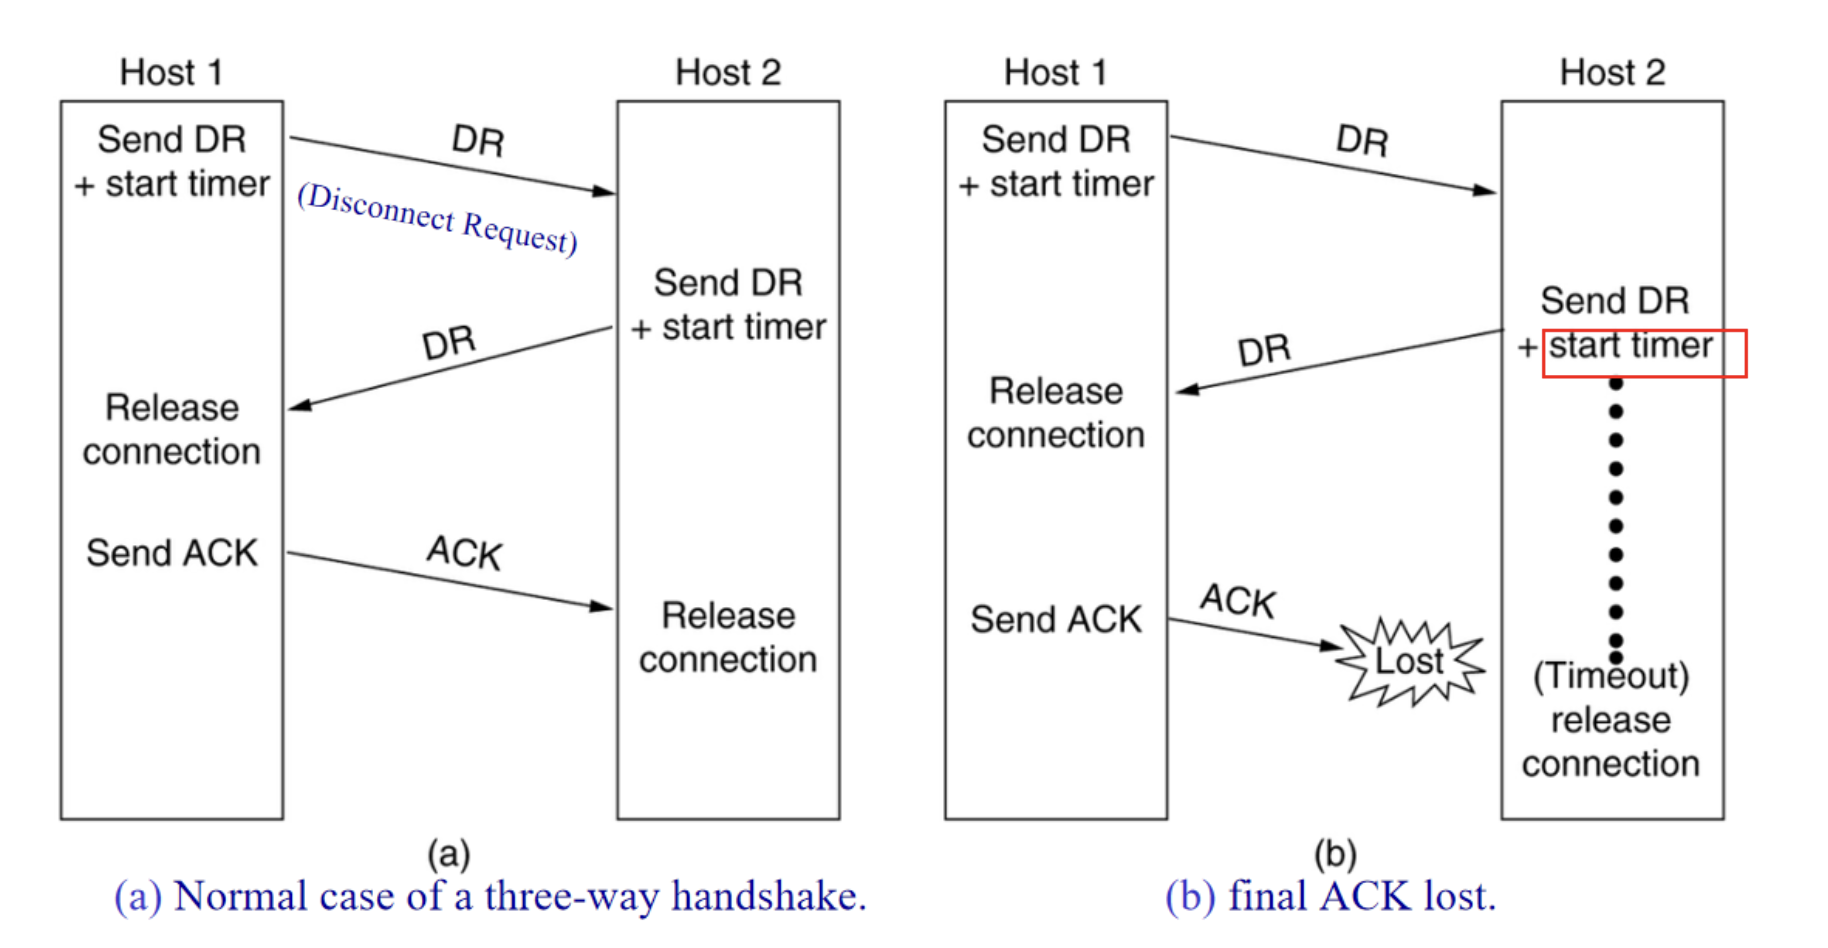 Host 1
Host 2
Send DR
+ start timer
DR
(Disconnect Request)
Send DR
+ start timer
DR
Release
connection
Send ACK
ACK
Release
connection
(a)
(a) Normal case of a three-way handshake.
Host 1
Host 2
Send DR
+ start timer
DR
Send DR
+ start timer
DR
Release
connection
Send ACK
ACK
Lost
(Timeout)
release
connection
(b)
(b) final ACK lost.